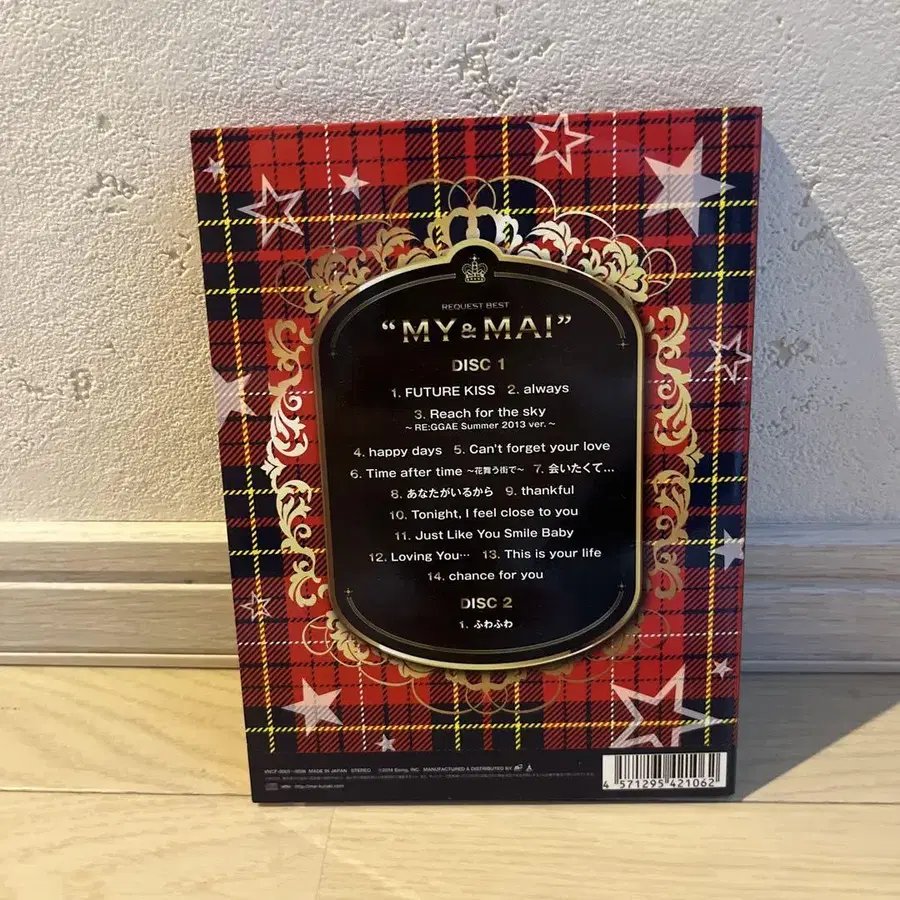 REQUEST BEST
“MY&MAI”
DISC 1
1. FUTURE KISS 2. always
3. Reach for the sky
～RE:GGAE Summer 2013 ver.～
4. happy days 5. Can't forget your love
6. Time after time ～花舞う街で～ 7. 会いたくて…
8. あなたがいるから 9. thankful
10. Tonight, I feel close to you
11. Just Like You Smile Baby
12. Loving You… 13. This is your life
14. chance for you
DISC 2
1. ふわふわ
MADE IN JAPAN STEREO MANUFACTURED & DISTRIBUTED BY
4 571295 421062